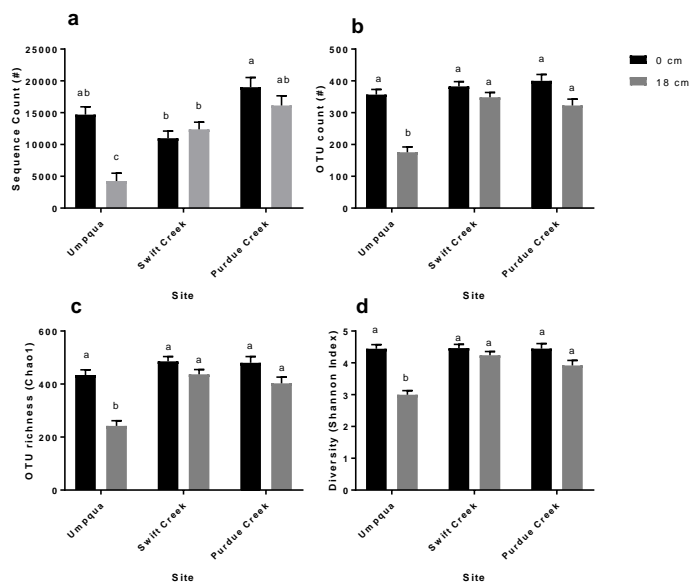 a
Sequence Count (#)
25000
20000
15000
10000
5000
0
ab
c
b
b
a
ab
Umpqua
Swift Creek
Purdue Creek
Site
b
OTU count (#)
500
400
300
200
100
0
a
b
a
a
a
a
Umpqua
Swift Creek
Purdue Creek
Site
0 cm
18 cm
c
OTU richness (Chao1)
600
400
200
0
a
b
a
a
a
a
Umpqua
Swift Creek
Purdue Creek
Site
d
Diversity (Shannon Index)
5
4
3
2
1
0
a
b
a
a
a
a
Umpqua
Swift Creek
Purdue Creek
Site